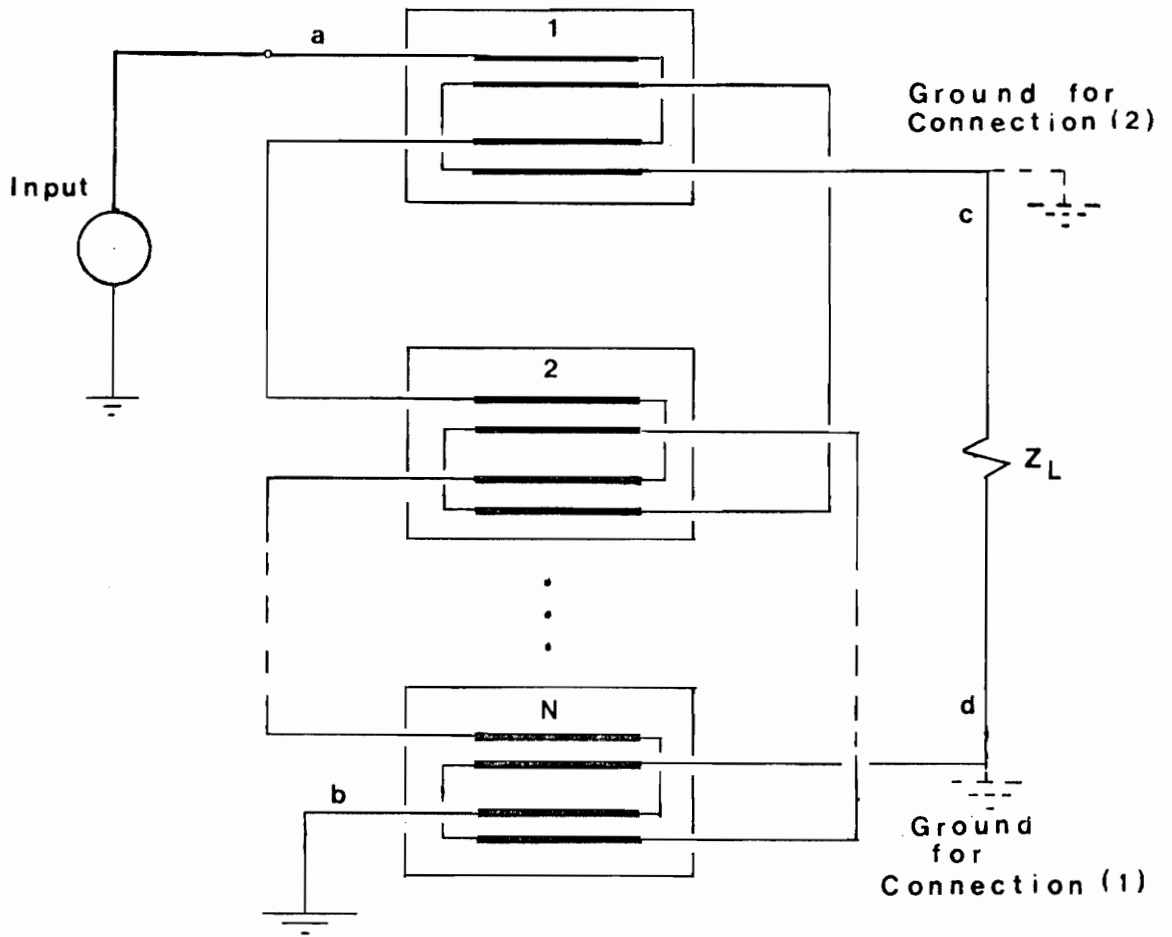 1
a
Ground for
Connection (2)
Input
c
2
Z L
N
d
b
Ground
for
Connection (1)